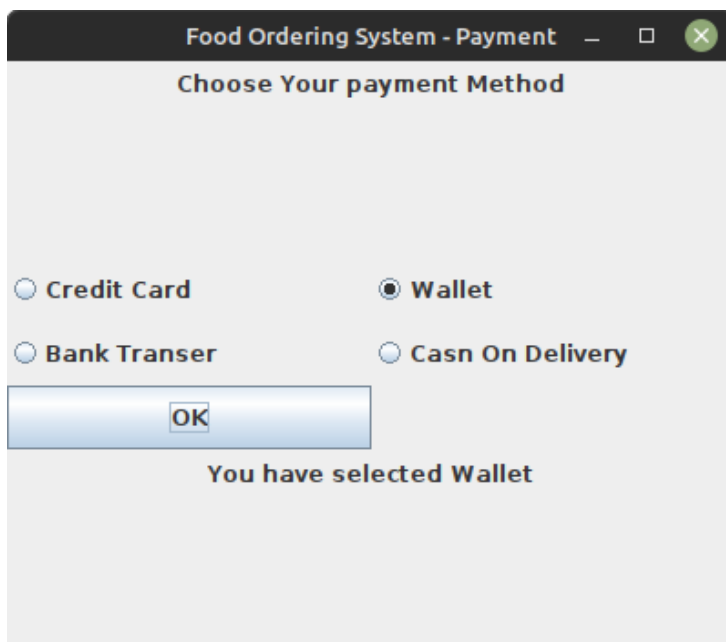 Food Ordering System - Payment
Choose Your payment Method
Credit Card
Wallet
Bank Transer
Casn On Delivery
OK
You have selected Wallet